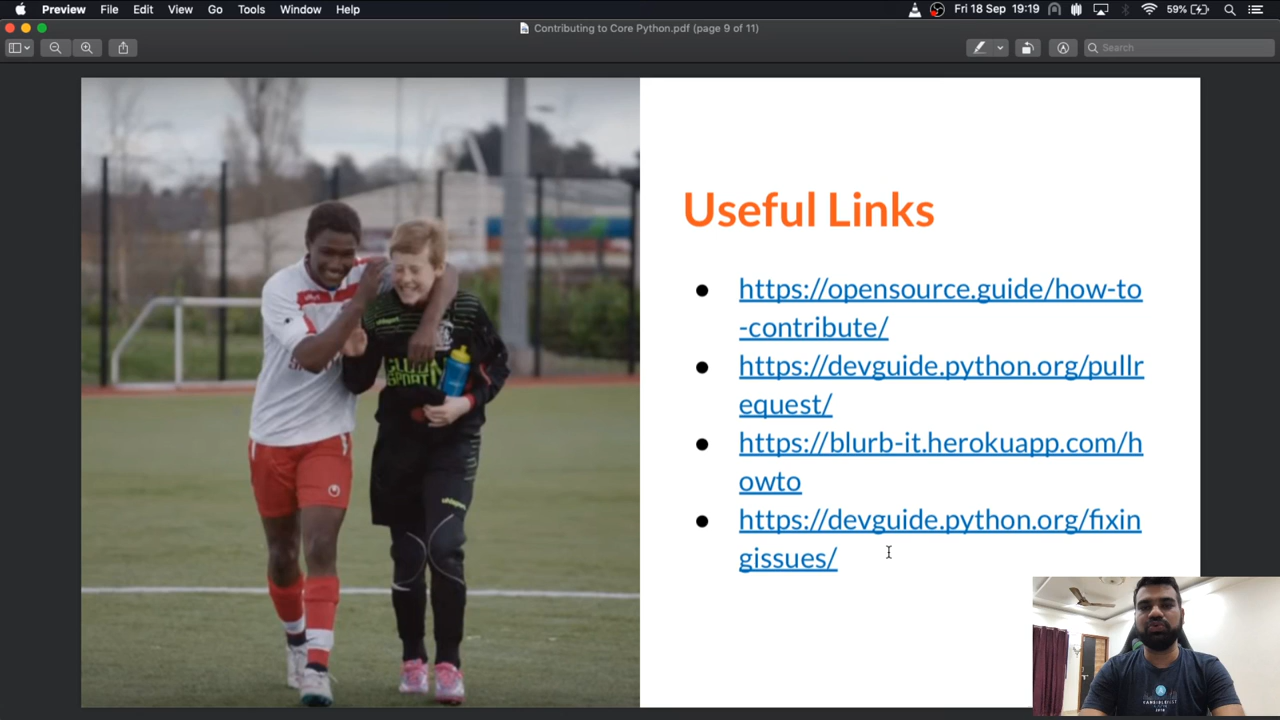 Preview File Edit View Go Tools Window Help
Fri 18 Sep 19:19
59%
Contributing to Core Python.pdf (page 9 of 11)
Search
Useful Links
https://opensource.guide/how-to
-contribute/
https://devguide.python.org/pullr
equest/
https://blurb-it.herokuapp.com/h
owto
https://devguide.python.org/fixin
gissues/